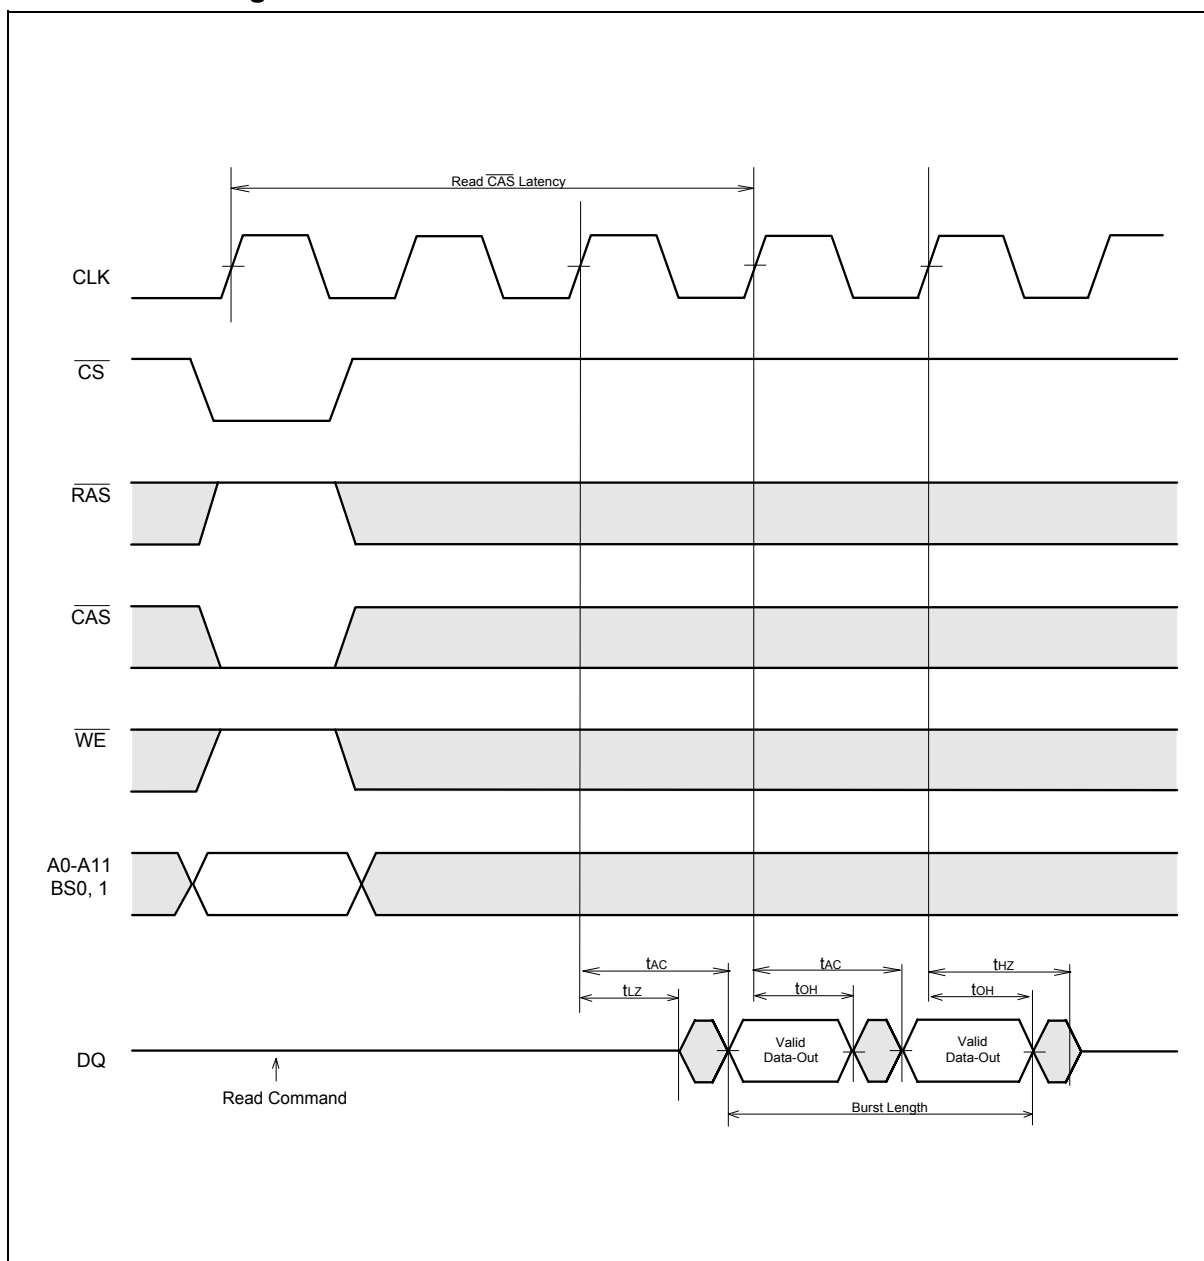 Read CAS Latency
CLK
CS
RAS
CAS
WE
A0-A11
BS0, 1
tAC
tAC
tHZ
tLZ
tOH
tOH
DQ
Valid
Data-Out
Valid
Data-Out
Read Command
Burst Length